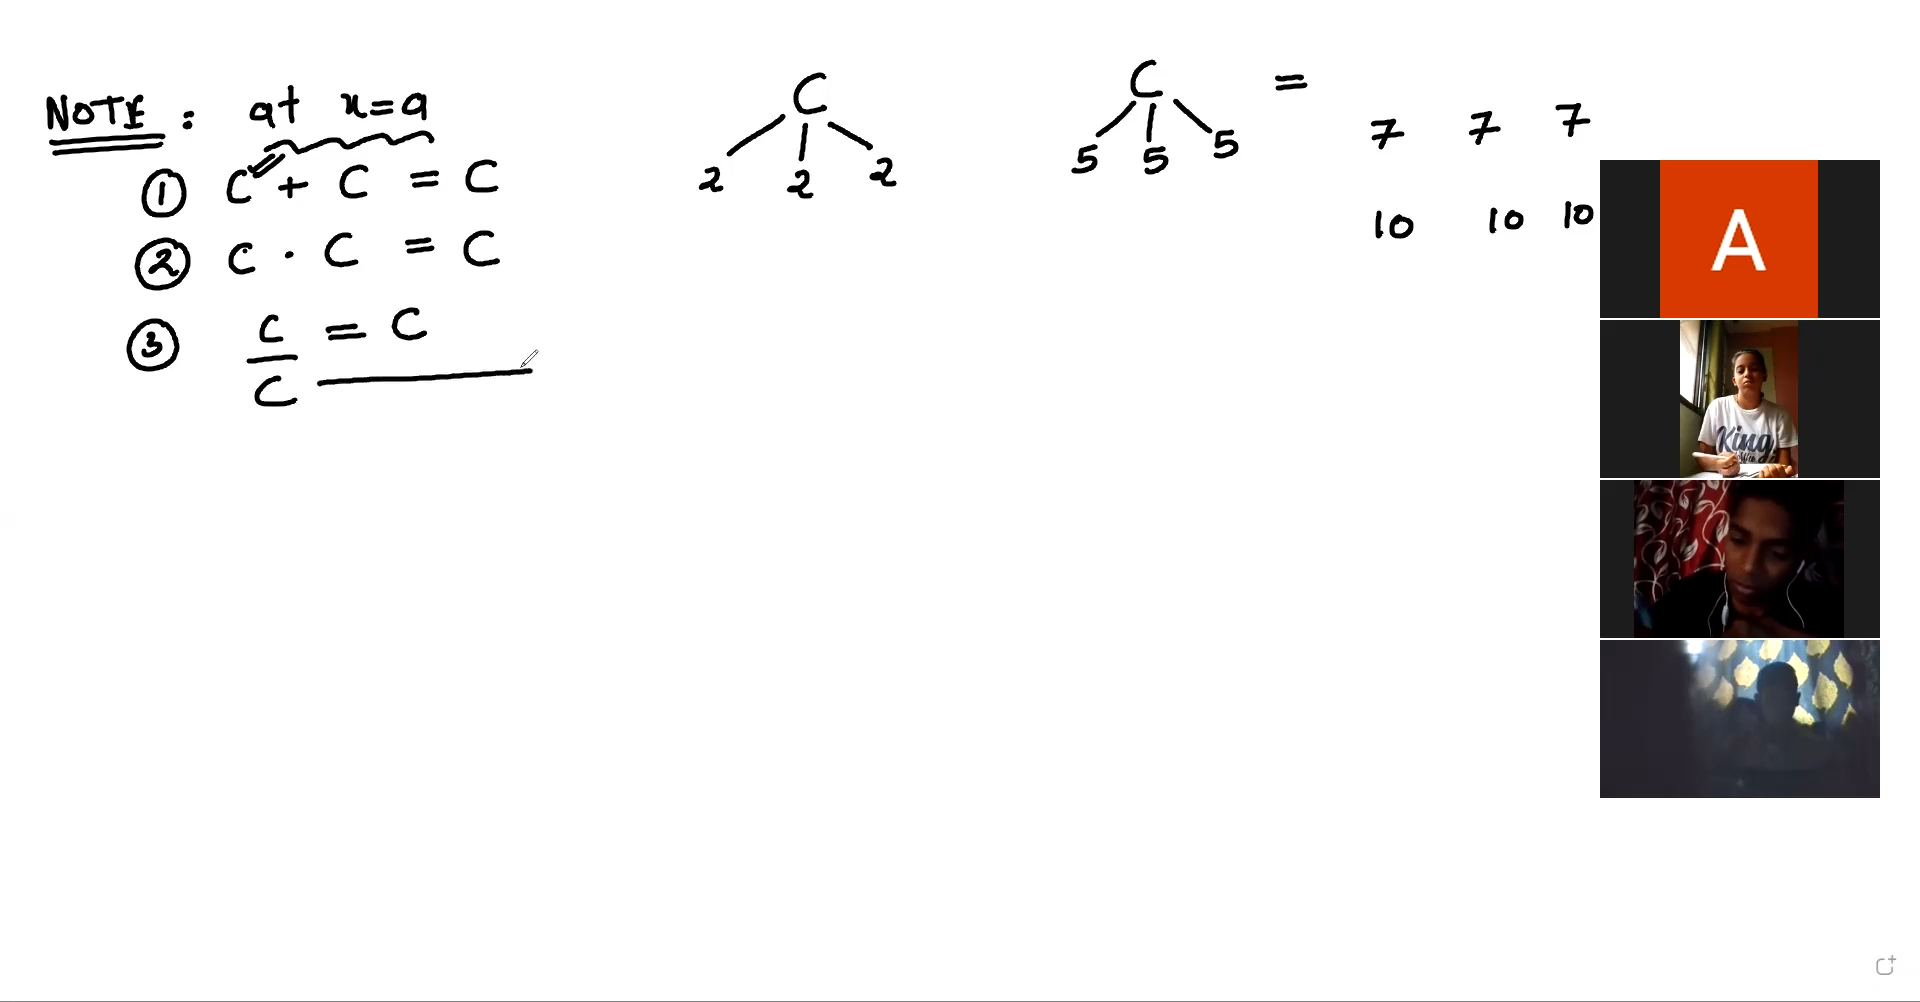 NOTE : at x=a
① C + C = C
② C · C = C
③ C/C = C
C
2 2 2
C =
5 5 5
7 7 7
10 10 10
A
King